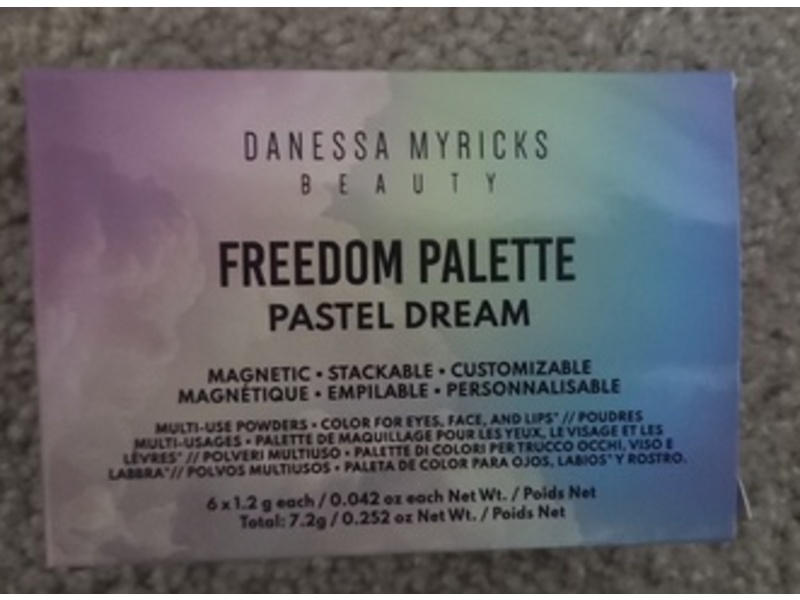 DANESSA MYRICKS
BEAUTY
FREEDOM PALETTE
PASTEL DREAM
MAGNETIC • STACKABLE • CUSTOMIZABLE
MAGNÉTIQUE • EMPILABLE • PERSONNALISABLE
MULTI-USE POWDERS • COLOR FOR EYES, FACE, AND LIPS* // POUDRES
MULTI-USAGES • PALETTE DE MAQUILLAGE POUR LES YEUX, LE VISAGE ET LES
LÈVRES* // POLVERI MULTIUSO • PALETTE DI COLORI PER TRUCCO OCCHI, VISO E
LABBRA*// POLVOS MULTIUSOS • PALETA DE COLOR PARA OJOS, LABIOS* Y ROSTRO.
6 x 1.2 g each / 0.042 oz each Net Wt. / Poids Net
Total: 7.2g / 0.252 oz Net Wt. / Poids Net